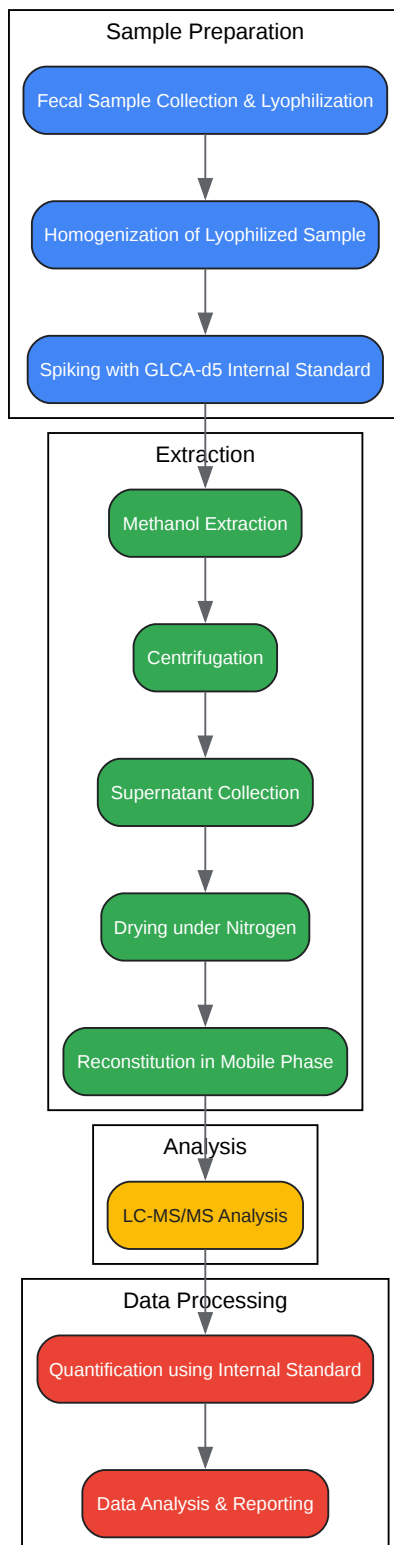 Sample Preparation
Fecal Sample Collection & Lyophilization
Homogenization of Lyophilized Sample
Spiking with GLCA-d5 Internal Standard
Extraction
Methanol Extraction
Centrifugation
Supernatant Collection
Drying under Nitrogen
Reconstitution in Mobile Phase
Analysis
LC-MS/MS Analysis
Data Processing
Quantification using Internal Standard
Data Analysis & Reporting